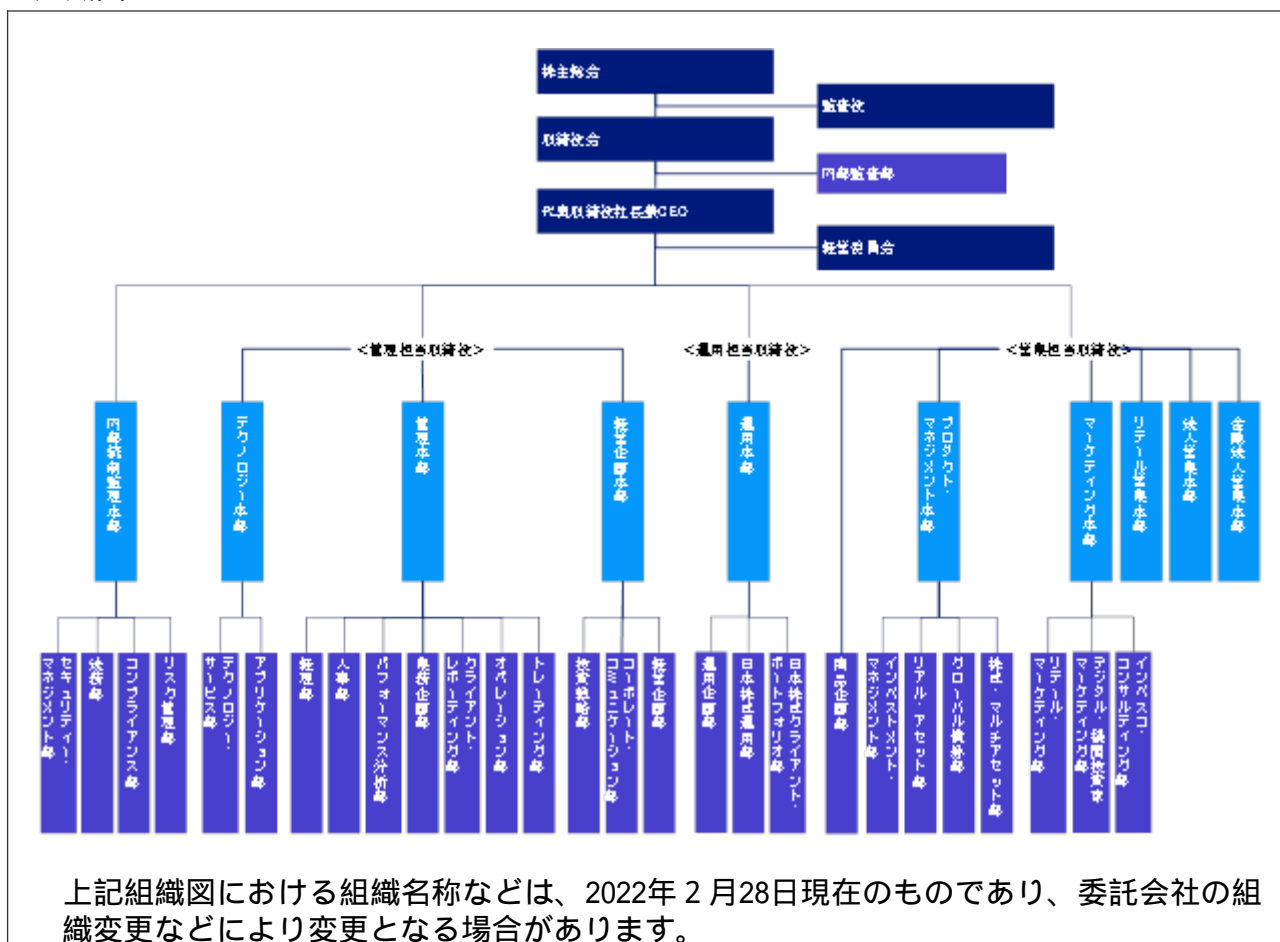 株主総会
監査役
取締役会
内部監査部
代表取締役社長兼CEO
経営委員会
<管理担当取締役>
<運用担当取締役>
<営業担当取締役>
内部統制管理本部
テクノロジー本部
管理本部
経営企画本部
運用本部
プロダクト・
マネジメント本部
マーケティング本部
リテール営業本部
法人営業本部
金融法人営業本部
セキュリティー・
マネジメント部
法務部
コンプライアンス部
リスク管理部
テクノロジー・
サービス部
アプリケーション部
経理部
人事部
パフォーマンス分析部
業務企画部
クライアント・
レポーティング部
オペレーション部
トレーディング部
投資戦略部
コーポレート・
コミュニケーション部
経営企画部
運用企画部
日本株式運用部
日本株式クライアント・
ポートフォリオ部
商品企画部
インベストメント・
マネジメント部
リアル・アセット部
グローバル債券部
株式・マルチアセット部
リテール・
マーケティング部
デジタル・機関投資家
マーケティング部
インベスコ・
コンサルティング部
上記組織図における組織名称などは、2022年2月28日現在のものであり、委託会社の組
織変更などにより変更となる場合があります。